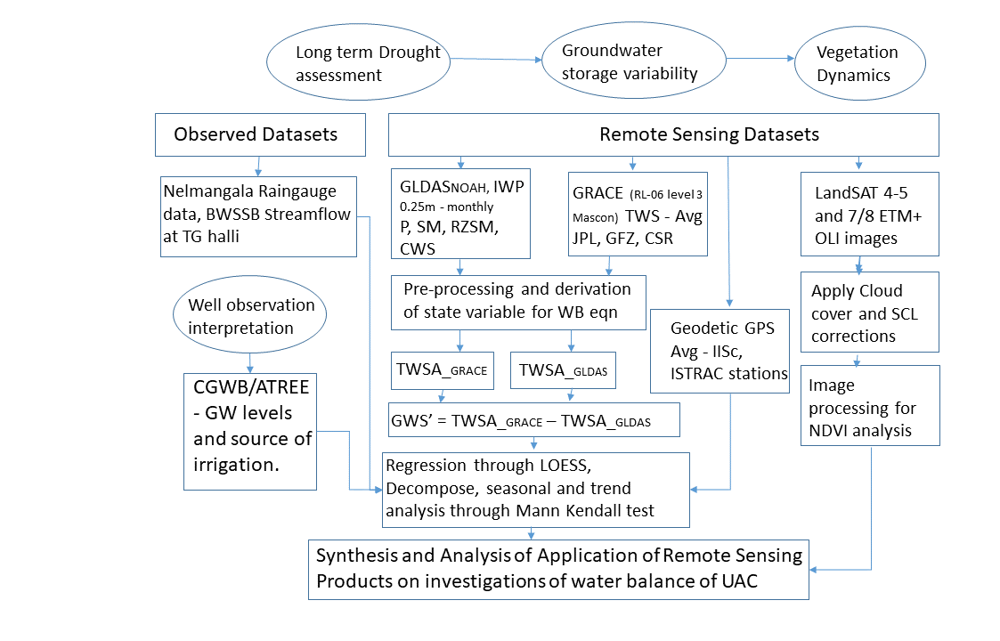 Long term Drought
assessment
Groundwater
storage variability
Vegetation
Dynamics
Observed Datasets
Remote Sensing Datasets
Nelmangala Raingauge
data, BWSSB Streamflow
at TG halli
GLDASNOAH, IWP
0.25m - monthly
P, SM, RZSM,
CWS
GRACE (RL-06 level 3
Mascon) TWS - Avg
JPL, GFZ, CSR
LandSAT 4-5
and 7/8 ETM+
OLI images
Well observation
interpretation
Pre-processing and derivation
of state variable for WB eqn
Geodetic GPS
Avg - IISc,
ISTRAC stations
Apply Cloud
cover and SCL
corrections
CGWB/ATREE
- GW levels
and source of
irrigation.
TWSA_GRACE
TWSA_GLDAS
GWS’ = TWSA_GRACE – TWSA_GLDAS
Image
processing for
NDVI analysis
Regression through LOESS,
Decompose, seasonal and trend
analysis through Mann Kendall test
Synthesis and Analysis of Application of Remote Sensing
Products on investigations of water balance of UAC